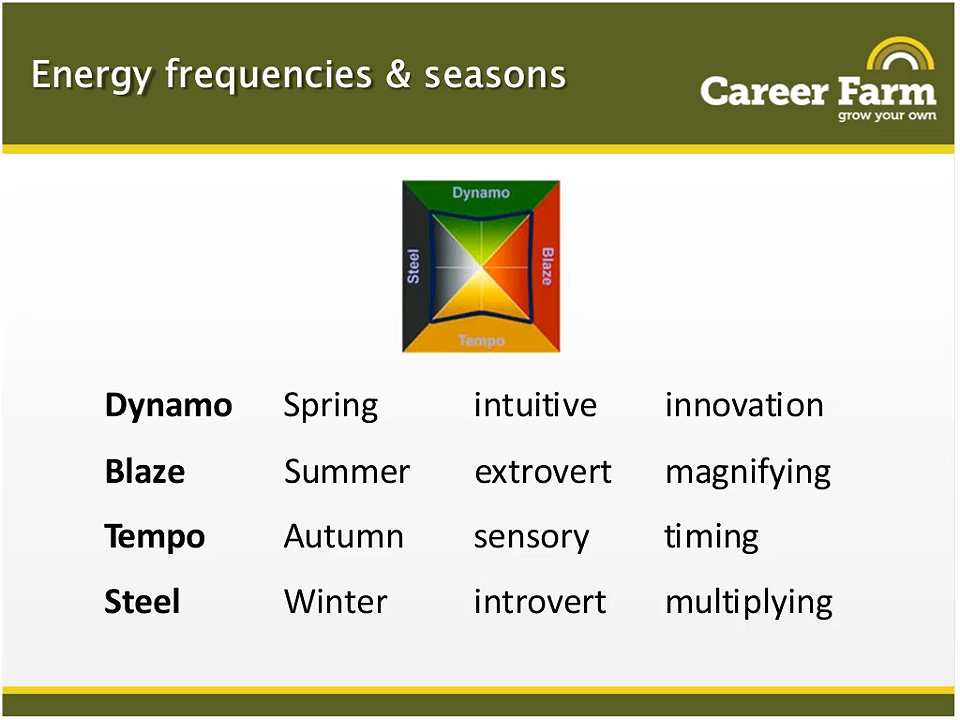 Energy frequencies & seasons
Career Farm
grow your own
Dynamo
Steel
Blaze
Tempo
Dynamo Spring intuitive innovation
Blaze Summer extrovert magnifying
Tempo Autumn sensory timing
Steel Winter introvert multiplying